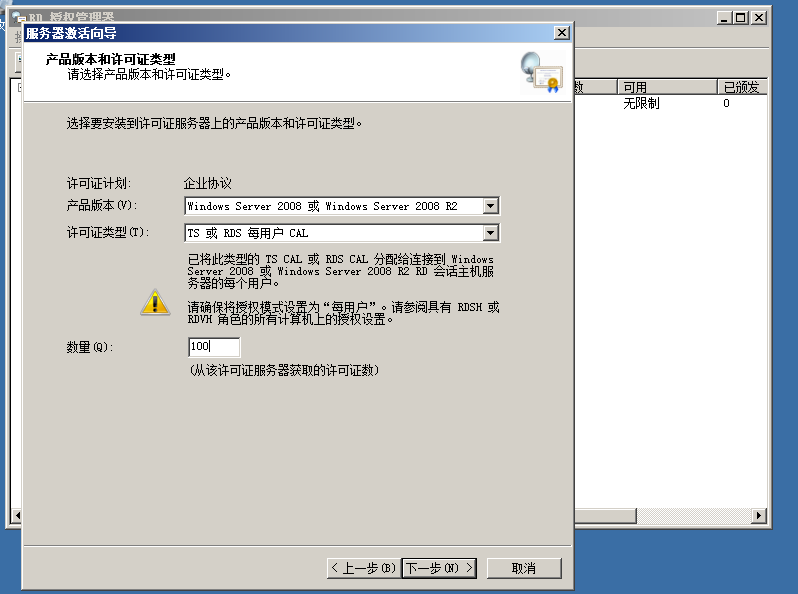 RD 授权管理器
服务器激活向导
产品版本和许可证类型
请选择产品版本和许可证类型。
数
可用
已颁发
无限制
0
选择要安装到许可证服务器上的产品版本和许可证类型。
许可证计划:
企业协议
产品版本(V):
Windows Server 2008 或 Windows Server 2008 R2
许可证类型(T):
TS 或 RDS 每用户 CAL
已将此类型的 TS CAL 或 RDS CAL 分配给连接到 Windows
Server 2008 或 Windows Server 2008 R2 RD 会话主机服
务器的每个用户。
请确保将授权模式设置为“每用户”。请参阅具有 RDSH 或
RDVH 角色的所有计算机上的授权设置。
数量(Q):
100
(从该许可证服务器获取的许可证数)
< 上一步(B)
下一步(N) >
取消